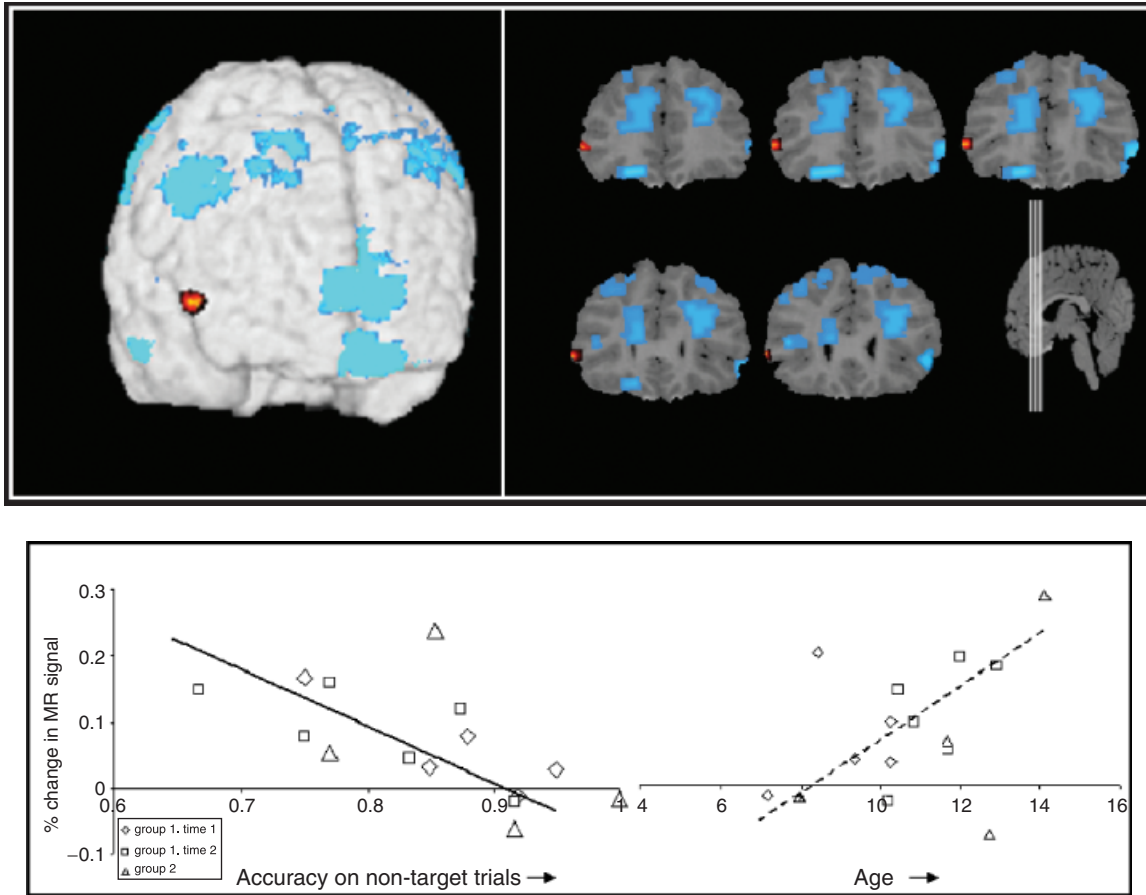 0.3
0.2
0.1
0
−0.1
% change in MR signal
0.6 0.7 0.8 0.9 1 4 6 8 10 12 14 16
group 1. time 1
group 1. time 2
group 2
Accuracy on non-target trials → Age →